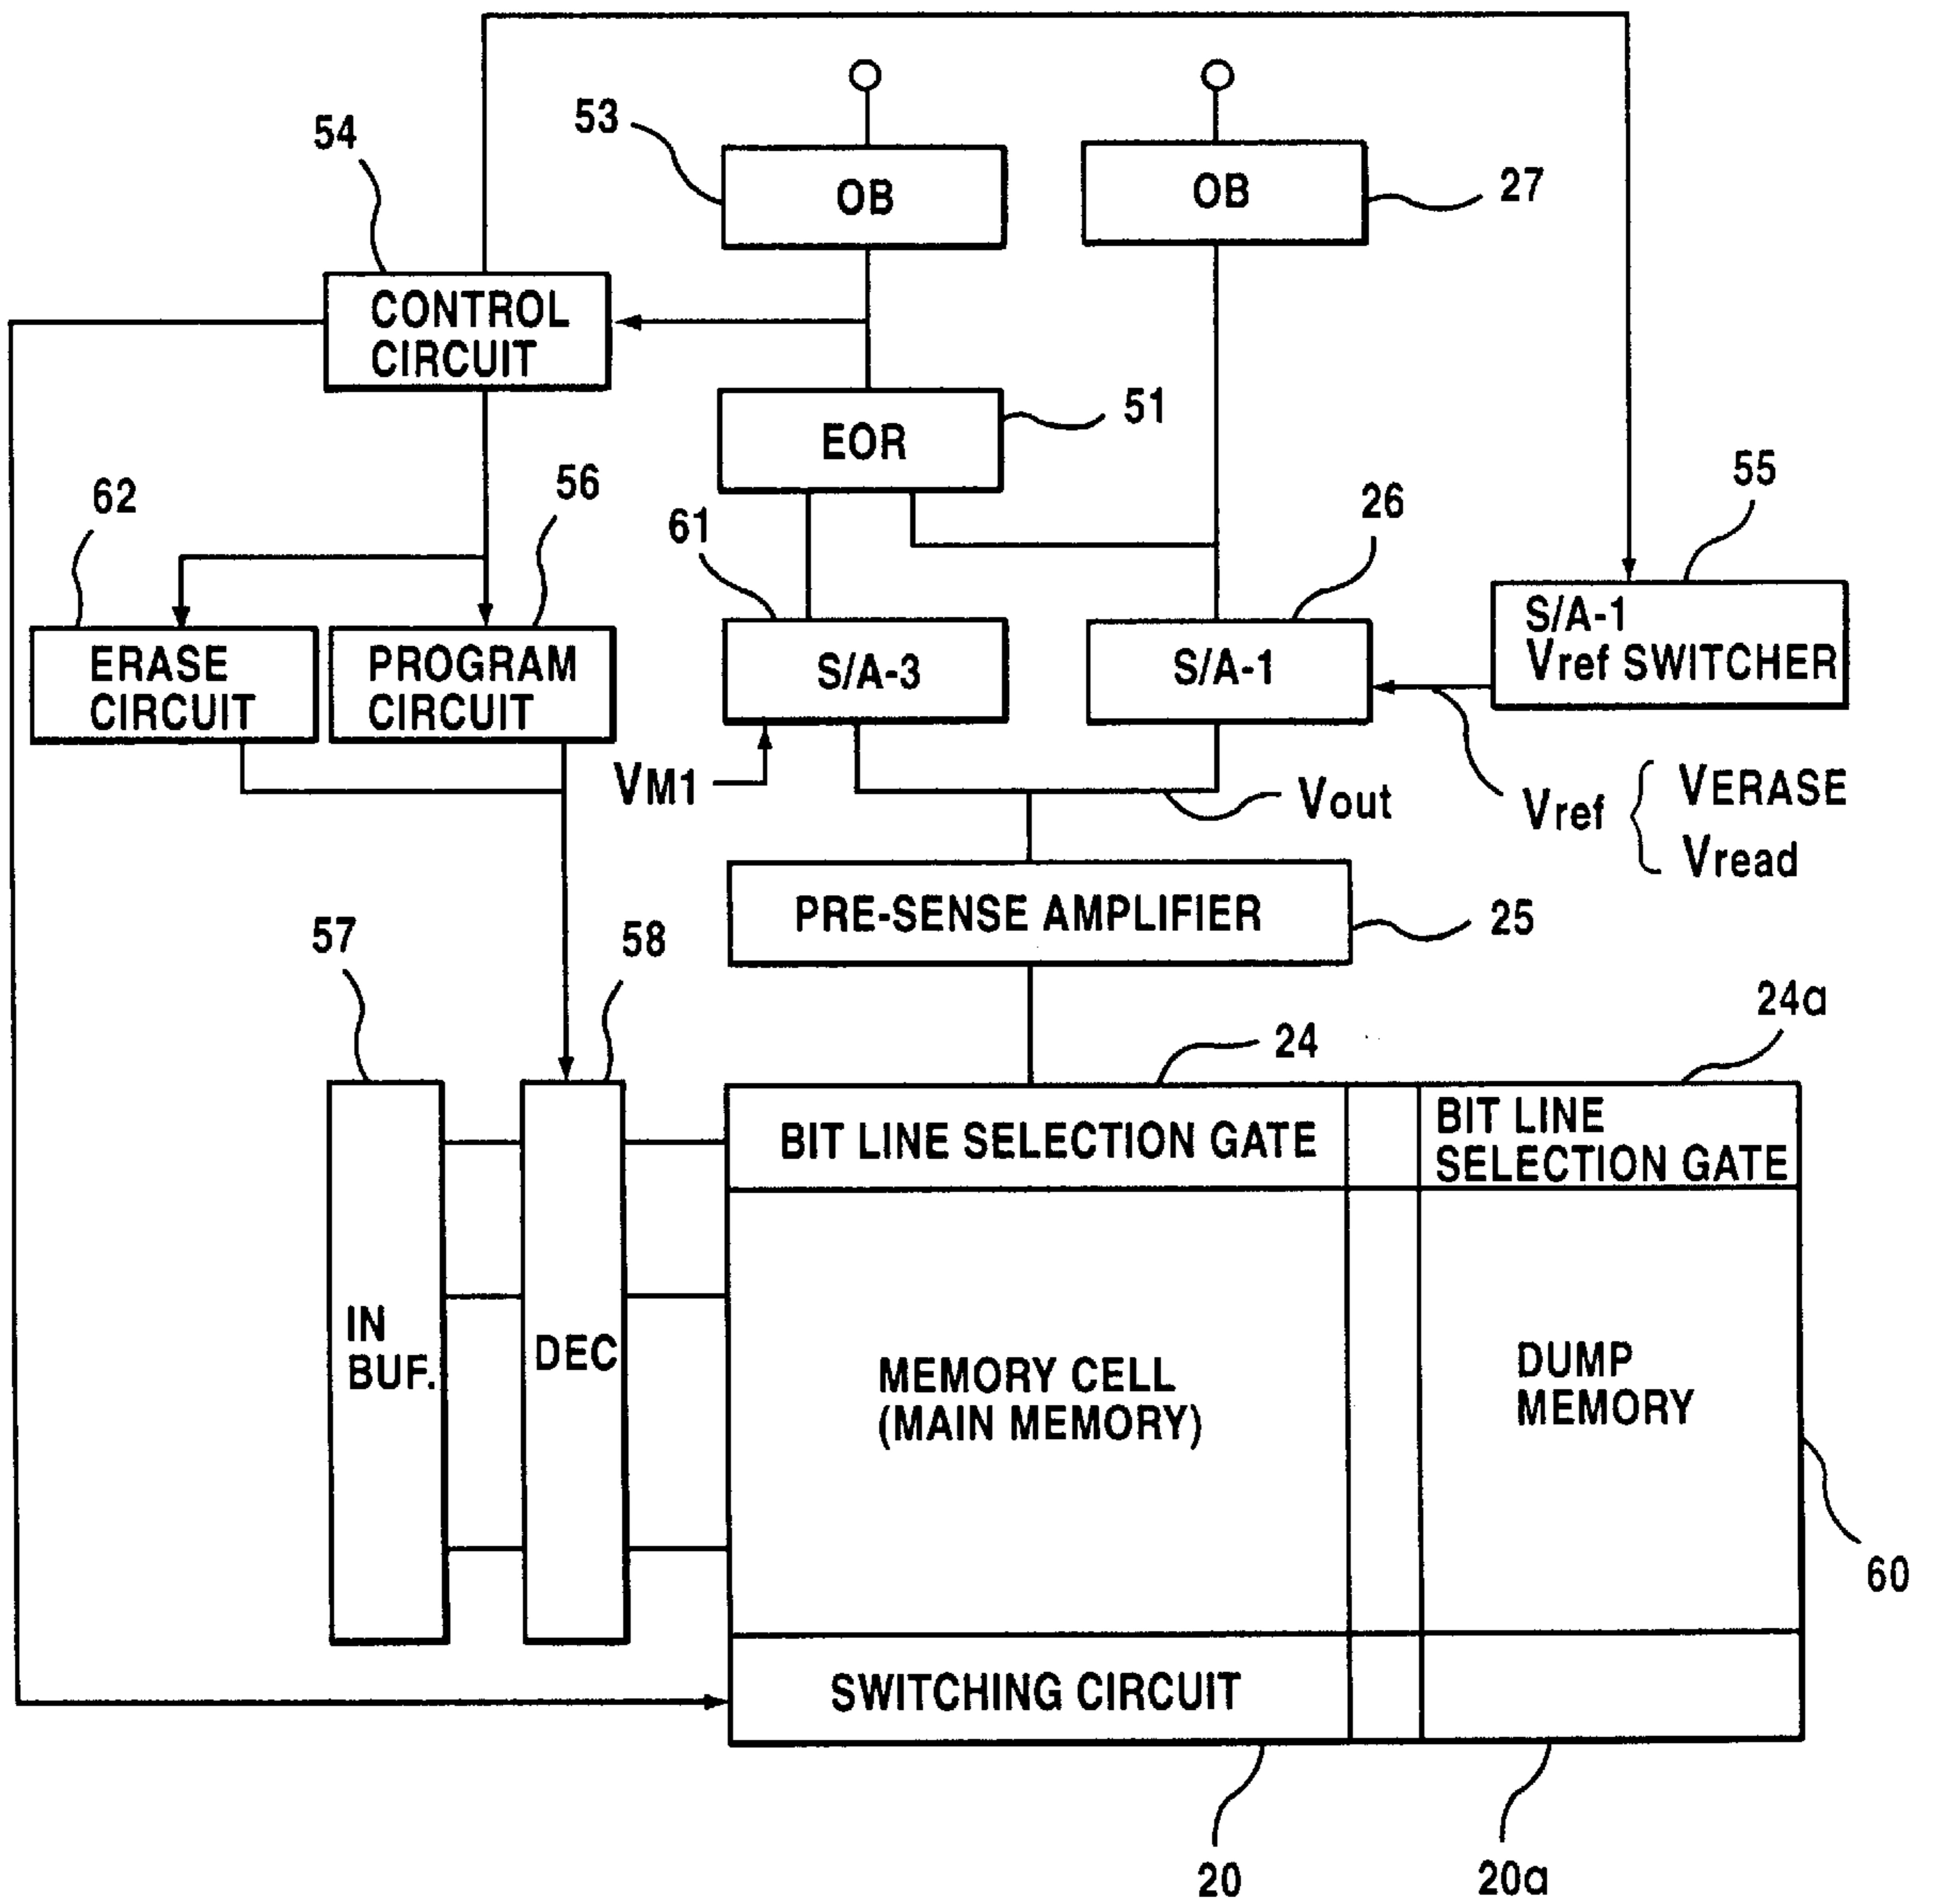 53
54
OB
OB
27
CONTROL
CIRCUIT
51
EOR
62
56
61
26
55
ERASE
CIRCUIT
PROGRAM
CIRCUIT
S/A-3
S/A-1
S/A-1
Vref SWITCHER
VM1
Vout
Vref
VERASE
Vread
PRE-SENSE AMPLIFIER
25
57
58
24
24a
BIT LINE SELECTION GATE
BIT LINE
SELECTION GATE
IN
BUF.
DEC
MEMORY CELL
(MAIN MEMORY)
DUMP
MEMORY
60
SWITCHING CIRCUIT
20
20a